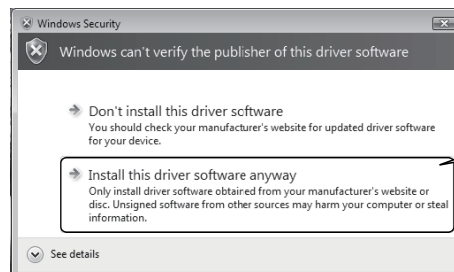 Windows Security
Windows can't verify the publisher of this driver software
Don't install this driver software
You should check your manufacturer's website for updated driver software
for your device.
Install this driver software anyway
Only install driver software obtained from your manufacturer's website or
disc. Unsigned software from other sources may harm your computer or steal
information.
See details